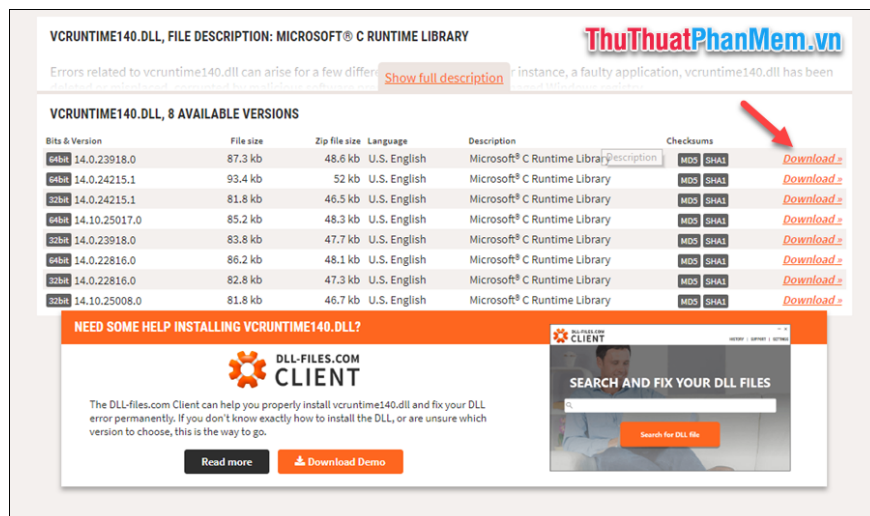 VCRUNTIME140.DLL, FILE DESCRIPTION: MICROSOFT® C RUNTIME LIBRARY
ThuThuatPhanMem.vn
Errors related to vcruntime140.dll can arise for a few differe Show full description r instance, a faulty application, vcruntime140.dll has been
VCRUNTIME140.DLL, 8 AVAILABLE VERSIONS
Bits & Version File size Zip file size Language Description Checksums
64bit 14.0.23918.0 87.3 kb 48.6 kb U.S. English Microsoft® C Runtime Library Description MD5 SHA1 Download »
64bit 14.0.24215.1 93.4 kb 52 kb U.S. English Microsoft® C Runtime Library MD5 SHA1 Download »
32bit 14.0.24215.1 81.8 kb 46.5 kb U.S. English Microsoft® C Runtime Library MD5 SHA1 Download »
64bit 14.10.25017.0 85.2 kb 48.3 kb U.S. English Microsoft® C Runtime Library MD5 SHA1 Download »
32bit 14.0.23918.0 83.8 kb 47.7 kb U.S. English Microsoft® C Runtime Library MD5 SHA1 Download »
64bit 14.0.22816.0 86.2 kb 48.1 kb U.S. English Microsoft® C Runtime Library MD5 SHA1 Download »
32bit 14.0.22816.0 82.8 kb 47.3 kb U.S. English Microsoft® C Runtime Library MD5 SHA1 Download »
32bit 14.10.25008.0 81.8 kb 46.7 kb U.S. English Microsoft® C Runtime Library MD5 SHA1 Download »
NEED SOME HELP INSTALLING VCRUNTIME140.DLL?
DLL-FILES.COM
CLIENT
The DLL-files.com Client can help you properly install vcruntime140.dll and fix your DLL
error permanently. If you don't know exactly how to install the DLL, or are unsure which
version to choose, this is the way to go.
Read more Download Demo
DLL-FILES.COM
CLIENT
HISTORY | SUPPORT | SETTINGS
SEARCH AND FIX YOUR DLL FILES
Search for DLL file